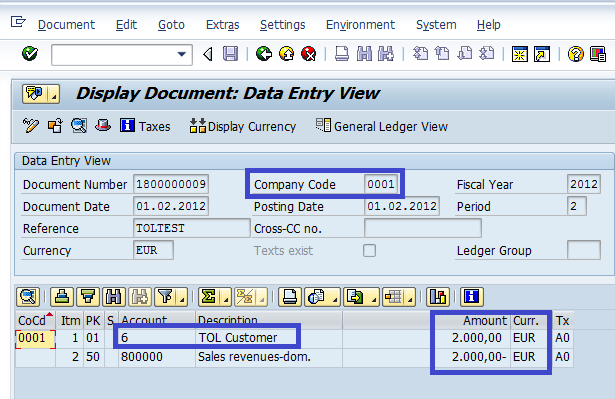 Document Edit Goto Extras Settings Environment System Help
Display Document: Data Entry View
Taxes Display Currency General Ledger View
Data Entry View
Document Number 1800000009 Company Code 0001 Fiscal Year 2012
Document Date 01.02.2012 Posting Date 01.02.2012 Period 2
Reference TOLTEST Cross-CC no.
Currency EUR Texts exist Ledger Group
CoCd Itm PK S Account Description Amount Curr. Tx
0001 1 01 6 TOL Customer 2.000,00 EUR A0
2 50 800000 Sales revenues-dom. 2.000,00- EUR A0